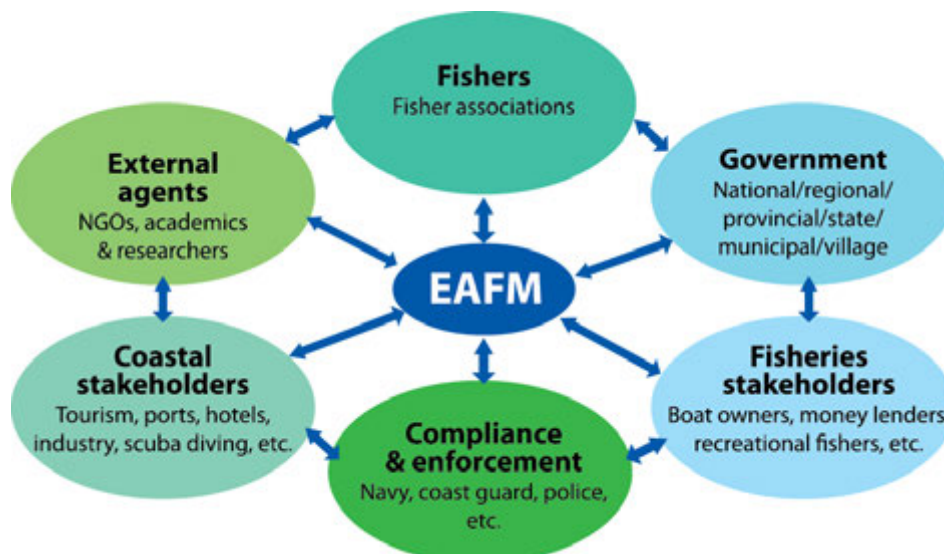 Fishers
Fisher associations
External
agents
NGOs, academics
& researchers
Government
National/regional/
provincial/state/
municipal/village
EAFM
Coastal
stakeholders
Tourism, ports, hotels,
industry, scuba diving, etc.
Fisheries
stakeholders
Boat owners, money lenders
recreational fishers, etc.
Compliance
& enforcement
Navy, coast guard, police,
etc.